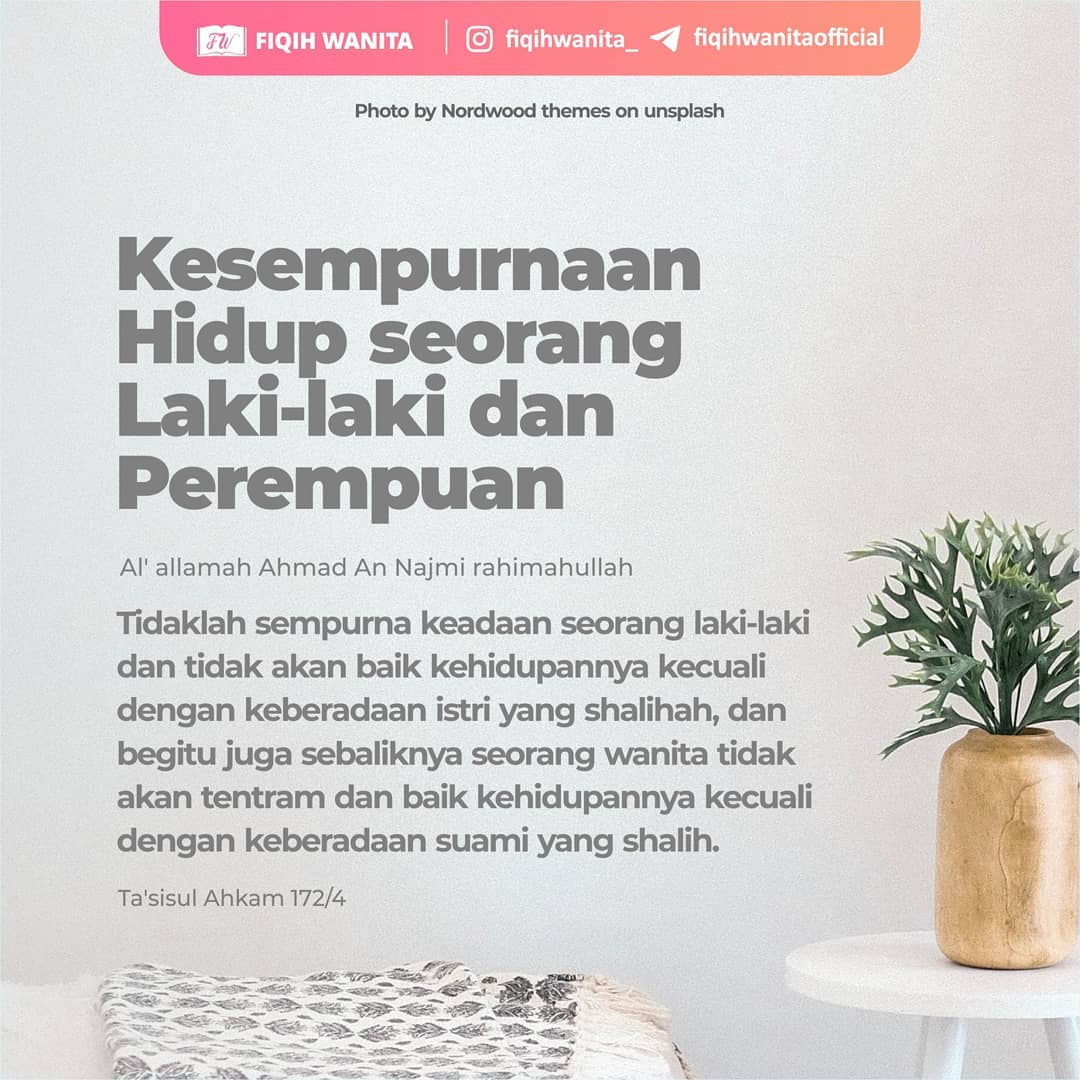 FW FIQIH WANITA fiqihwanita_ fiqihwanitaofficial
Photo by Nordwood themes on unsplash
Kesempurnaan
Hidup seorang
Laki-laki dan
Perempuan
Al' allamah Ahmad An Najmi rahimahullah
Tidaklah sempurna keadaan seorang laki-laki
dan tidak akan baik kehidupannya kecuali
dengan keberadaan istri yang shalihah, dan
begitu juga sebaliknya seorang wanita tidak
akan tentram dan baik kehidupannya kecuali
dengan keberadaan suami yang shalih.
Ta'sisul Ahkam 172/4